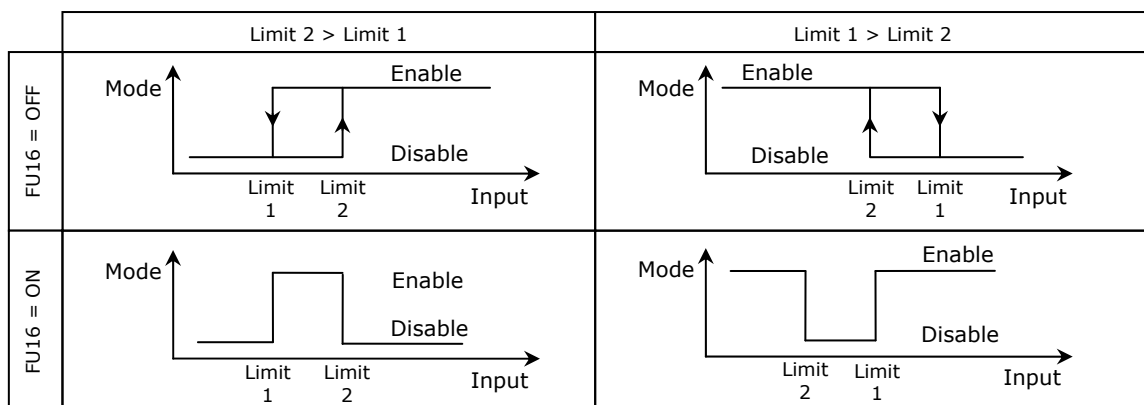 Limit 2 > Limit 1
Limit 1 > Limit 2
FU16 = OFF
Mode
Enable
Disable
Limit
1
Limit
2
Input
Mode
Enable
Disable
Limit
2
Limit
1
Input
FU16 = ON
Mode
Enable
Disable
Limit
1
Limit
2
Input
Mode
Enable
Disable
Limit
2
Limit
1
Input